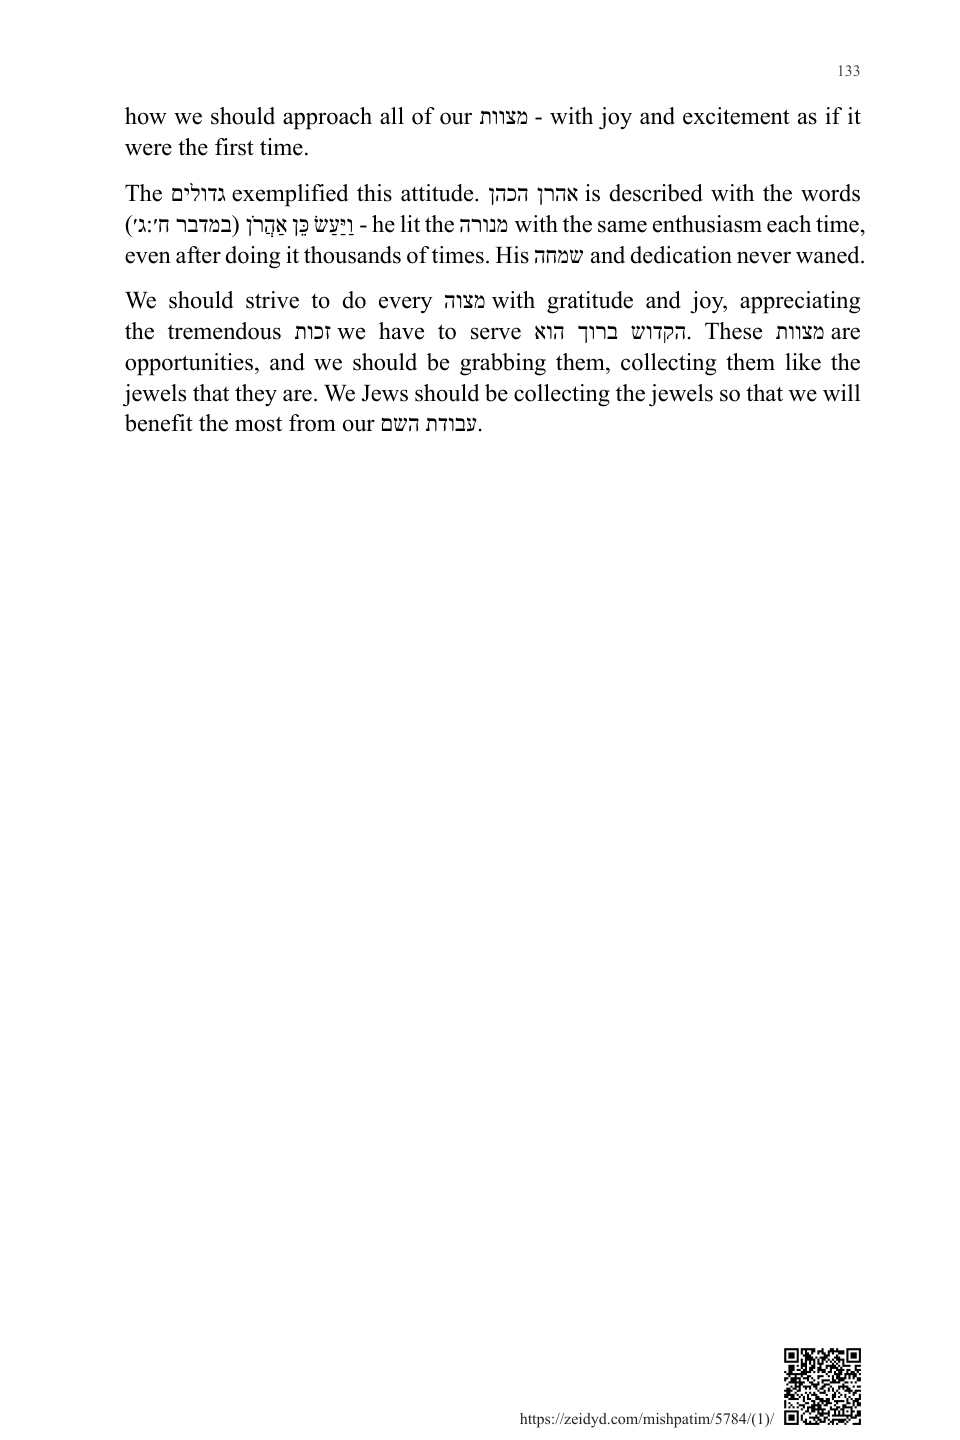 133
how we should approach all of our מצוות - with joy and excitement as if it
were the first time.
The גדולים exemplified this attitude. אהרן הכהן is described with the words
וַיַּעַשׂ כֵּן אַהֲרֹן (במדבר ח׳:ג׳) - he lit the מנורה with the same enthusiasm each time,
even after doing it thousands of times. His שמחה and dedication never waned.
We should strive to do every מצוה with gratitude and joy, appreciating
the tremendous זכות we have to serve הקדוש ברוך הוא. These מצוות are
opportunities, and we should be grabbing them, collecting them like the
jewels that they are. We Jews should be collecting the jewels so that we will
benefit the most from our עבודת השם.
https://zeidyd.com/mishpatim/5784/(1)/